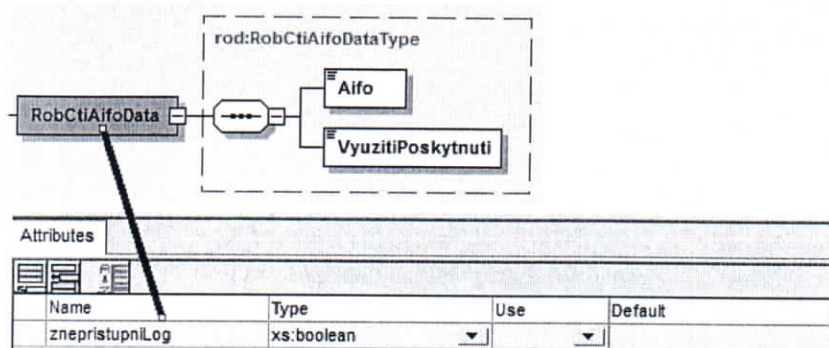 rod:RobCtiAifoDataType
Aifo
RobCtiAifoData
VyuzitiPoskytnuti
Attributes
Name Type Use Default
znepristupniLog xs:boolean